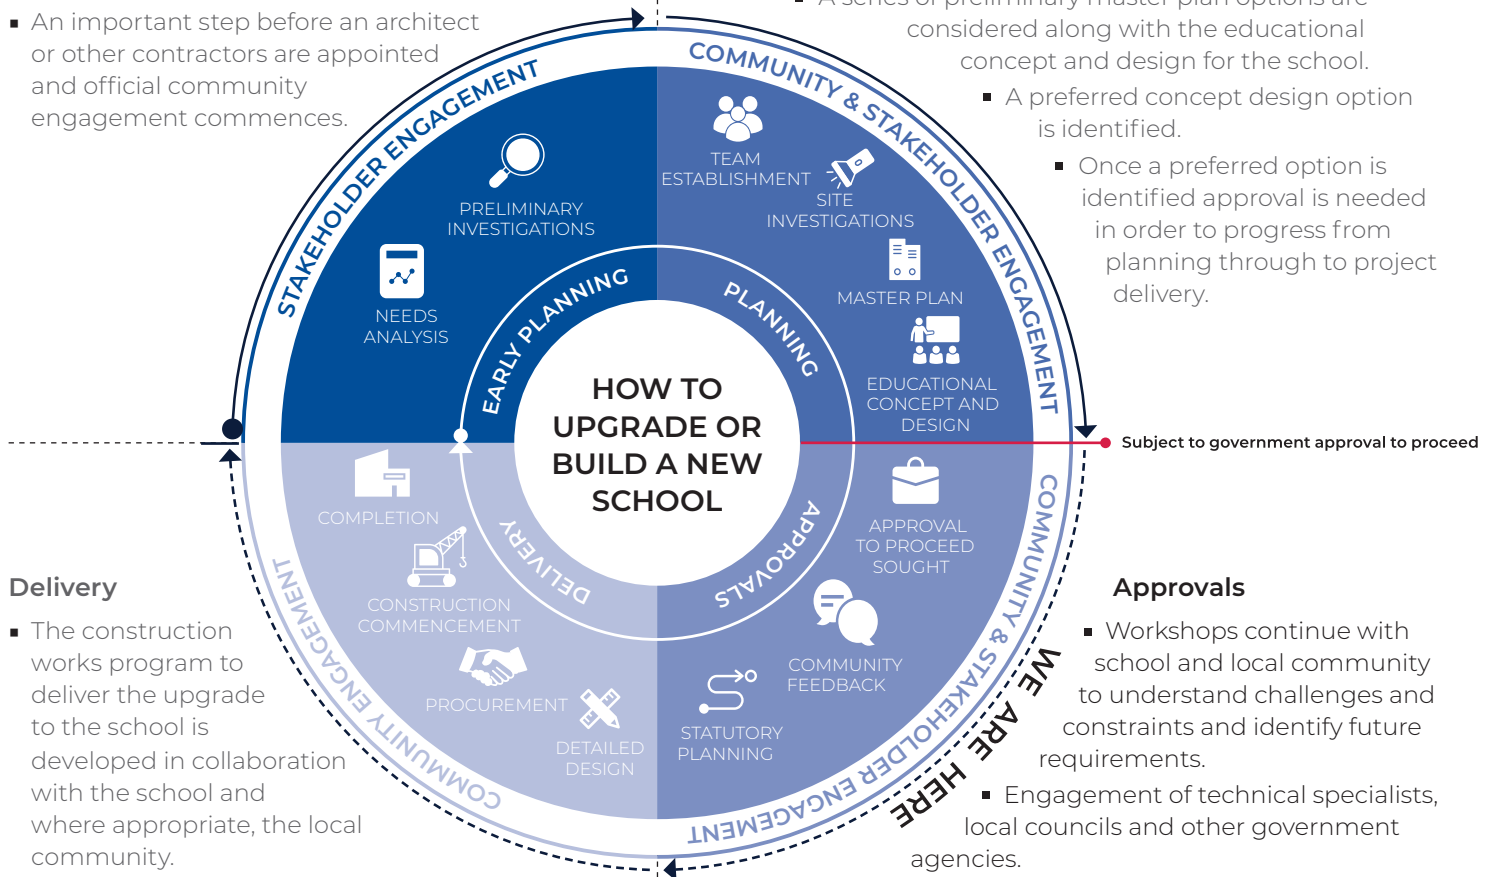 An important step before an architect
or other contractors are appointed
and official community
engagement commences.
A series of preliminary master plan options are
considered along with the educational
concept and design for the school.
A preferred concept design option
is identified.
Once a preferred option is
identified approval is needed
in order to progress from
planning through to project
delivery.
STAKEHOLDER ENGAGEMENT
COMMUNITY & STAKEHOLDER ENGAGEMENT
PRELIMINARY
INVESTIGATIONS
NEEDS
ANALYSIS
EARLY PLANNING
TEAM
ESTABLISHMENT
SITE
INVESTIGATIONS
MASTER PLAN
EDUCATIONAL
CONCEPT AND
DESIGN
PLANNING
HOW TO
UPGRADE OR
BUILD A NEW
SCHOOL
Subject to government approval to proceed
APPROVAL
TO PROCEED
SOUGHT
COMMUNITY
FEEDBACK
STATUTORY
PLANNING
APPROVALS
COMMUNITY & STAKEHOLDER ENGAGEMENT
WE ARE HERE
COMPLETION
CONSTRUCTION
COMMENCEMENT
PROCUREMENT
DETAILED
DESIGN
DELIVERY
COMMUNITY ENGAGEMENT
Delivery
The construction
works program to
deliver the upgrade
to the school is
developed in collaboration
with the school and
where appropriate, the local
community.
Approvals
Workshops continue with
school and local community
to understand challenges and
constraints and identify future
requirements.
Engagement of technical specialists,
local councils and other government
agencies.